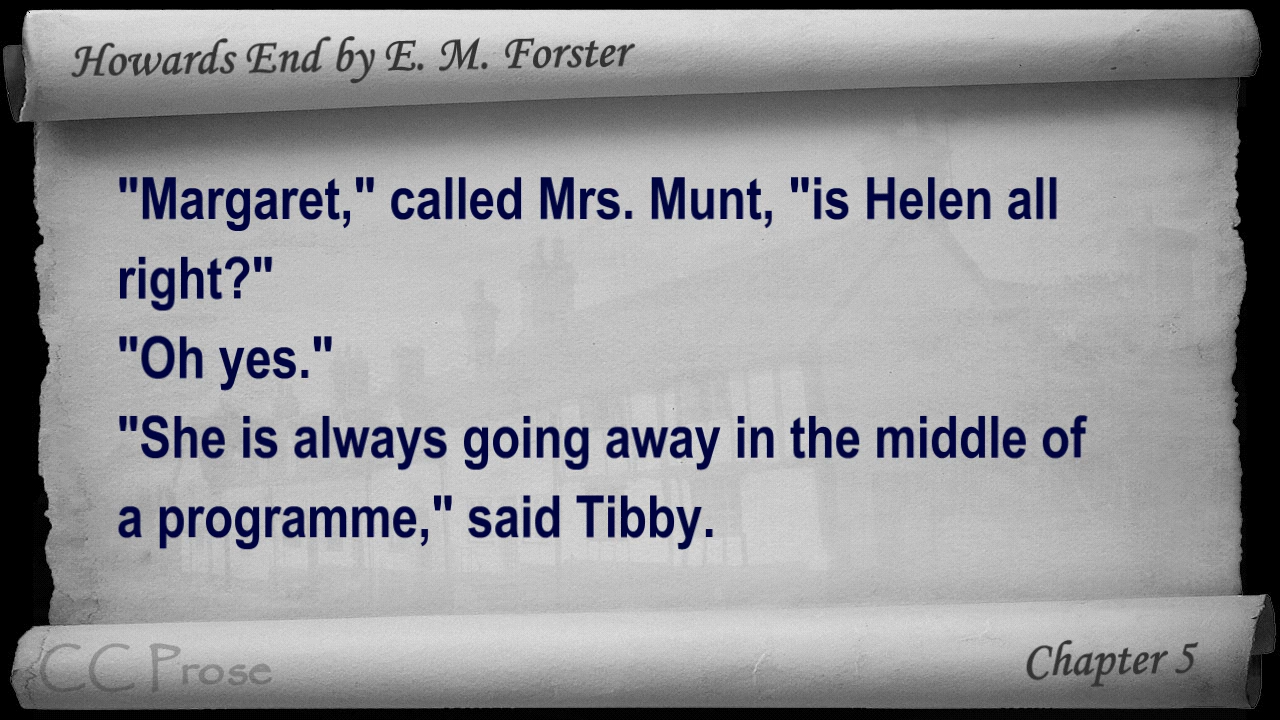 Howards End by E. M. Forster
"Margaret," called Mrs. Munt, "is Helen all
right?"
"Oh yes."
"She is always going away in the middle of
a programme," said Tibby.
CC Prose
Chapter 5